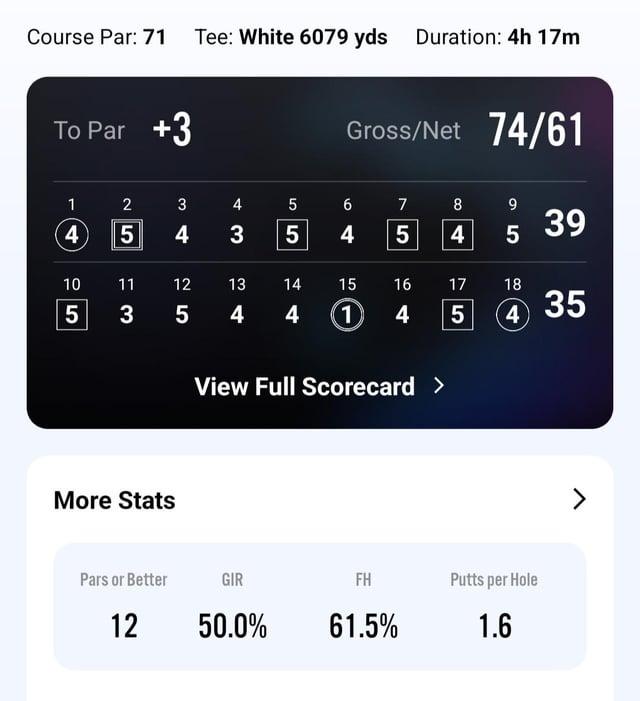 Course Par: 71 Tee: White 6079 yds Duration: 4h 17m
To Par +3 Gross/Net 74/61
1 2 3 4 5 6 7 8 9
4 5 4 3 5 4 5 4 5 39
10 11 12 13 14 15 16 17 18
5 3 5 4 4 1 4 5 4 35
View Full Scorecard >
More Stats >
Pars or Better GIR FH Putts per Hole
12 50.0% 61.5% 1.6